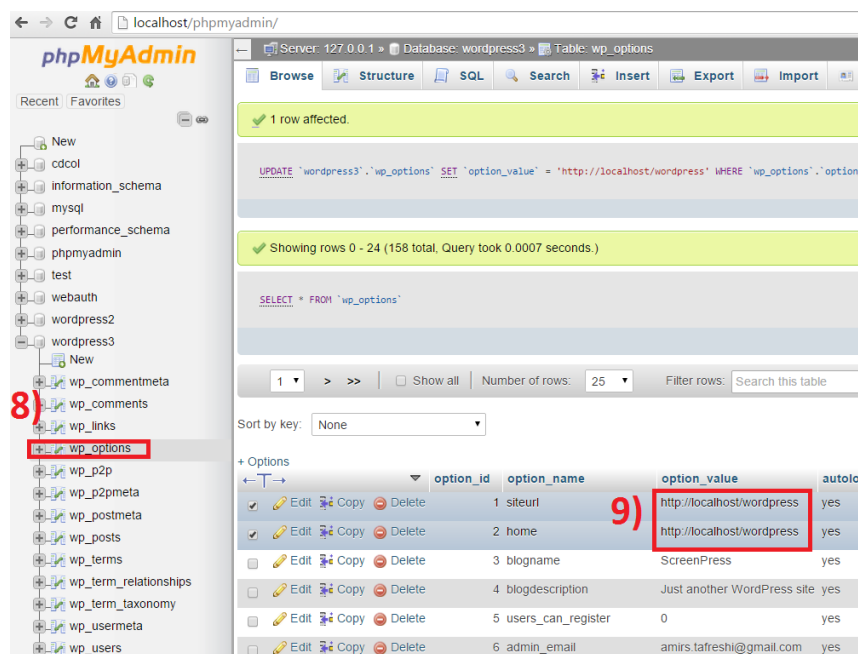 localhost/phpmyadmin/
phpMyAdmin
Recent Favorites
New
cdcol
information_schema
mysql
performance_schema
phpmyadmin
test
webauth
wordpress2
wordpress3
New
wp_commentmeta
wp_comments
8)
wp_links
wp_options
wp_p2p
wp_p2pmeta
wp_postmeta
wp_posts
wp_terms
wp_term_relationships
wp_term_taxonomy
wp_usermeta
wp_users
Server: 127.0.0.1 » Database: wordpress3 » Table: wp_options
Browse Structure SQL Search Insert Export Import
1 row affected.
UPDATE `wordpress3`.`wp_options` SET `option_value` = 'http://localhost/wordpress' WHERE `wp_options`.`option
Showing rows 0 - 24 (158 total, Query took 0.0007 seconds.)
SELECT * FROM `wp_options`
1 > >> Show all Number of rows: 25 Filter rows: Search this table
Sort by key: None
+ Options
←T→ option_id option_name option_value autolo
Edit Copy Delete 1 siteurl http://localhost/wordpress yes
9)
Edit Copy Delete 2 home http://localhost/wordpress yes
Edit Copy Delete 3 blogname ScreenPress yes
Edit Copy Delete 4 blogdescription Just another WordPress site yes
Edit Copy Delete 5 users_can_register 0 yes
Edit Copy Delete 6 admin_email amirs.tafreshi@gmail.com yes